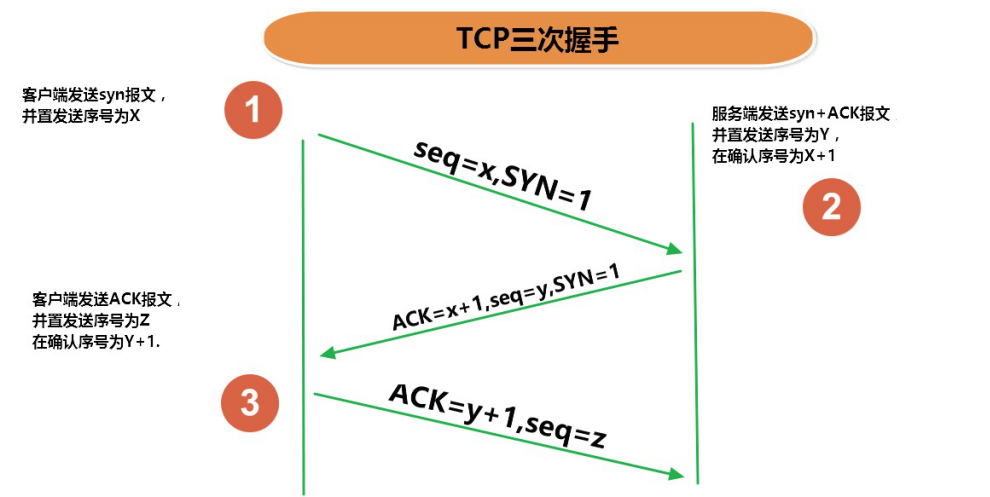 TCP三次握手
客户端发送syn报文，
并置发送序号为X
1
服务端发送syn+ACK报文
并置发送序号为Y，
在确认序号为X+1
2
seq=x,SYN=1
ACK=x+1,seq=y,SYN=1
客户端发送ACK报文，
并置发送序号为Z
在确认序号为Y+1.
3
ACK=y+1,seq=z